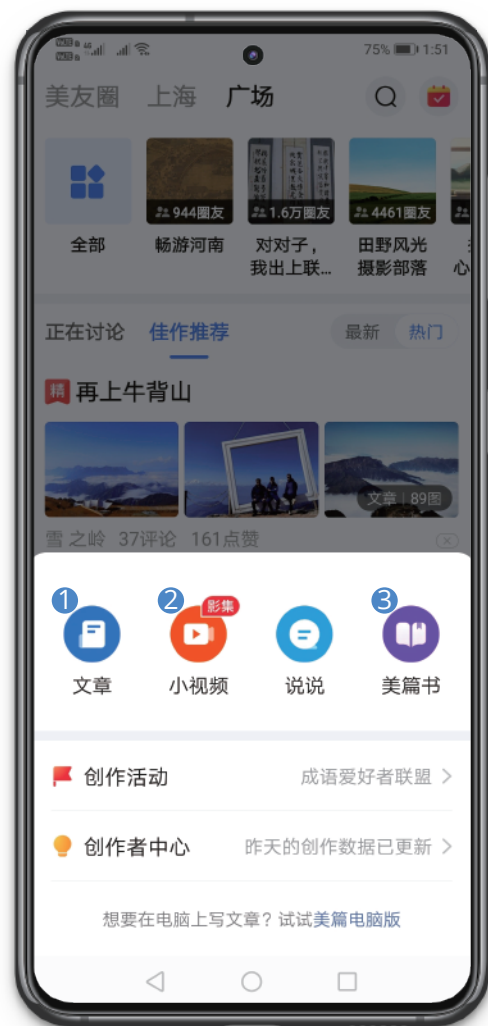 75% 1:51
美友圈 上海 广场
944圈友 1.6万圈友 4461圈友
全部 畅游河南 对对子， 田野风光
我出上联... 摄影部落 心
正在讨论 佳作推荐 最新 热门
精 再上牛背山
文章 | 89图
雪 之岭 37评论 161点赞
1 2 影集 3
文章 小视频 说说 美篇书
创作活动 成语爱好者联盟
创作者中心 昨天的创作数据已更新
想要在电脑上写文章？试试美篇电脑版